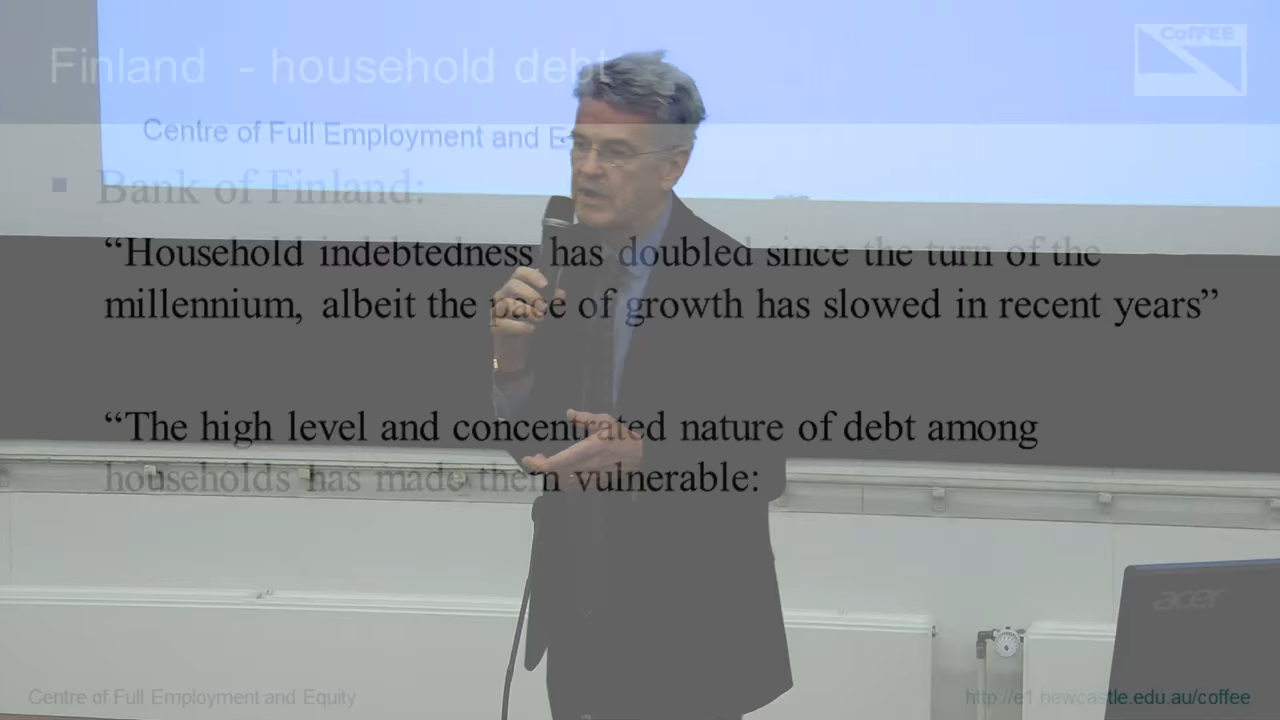 CofFEE
Finland - household debt
Centre of Full Employment and E
Bank of Finland:
“Household indebtedness has doubled since the turn of the
millennium, albeit the pace of growth has slowed in recent years”
“The high level and concentrated nature of debt among
households has made them vulnerable:
acer
Centre of Full Employment and Equity
http://e1.newcastle.edu.au/coffee